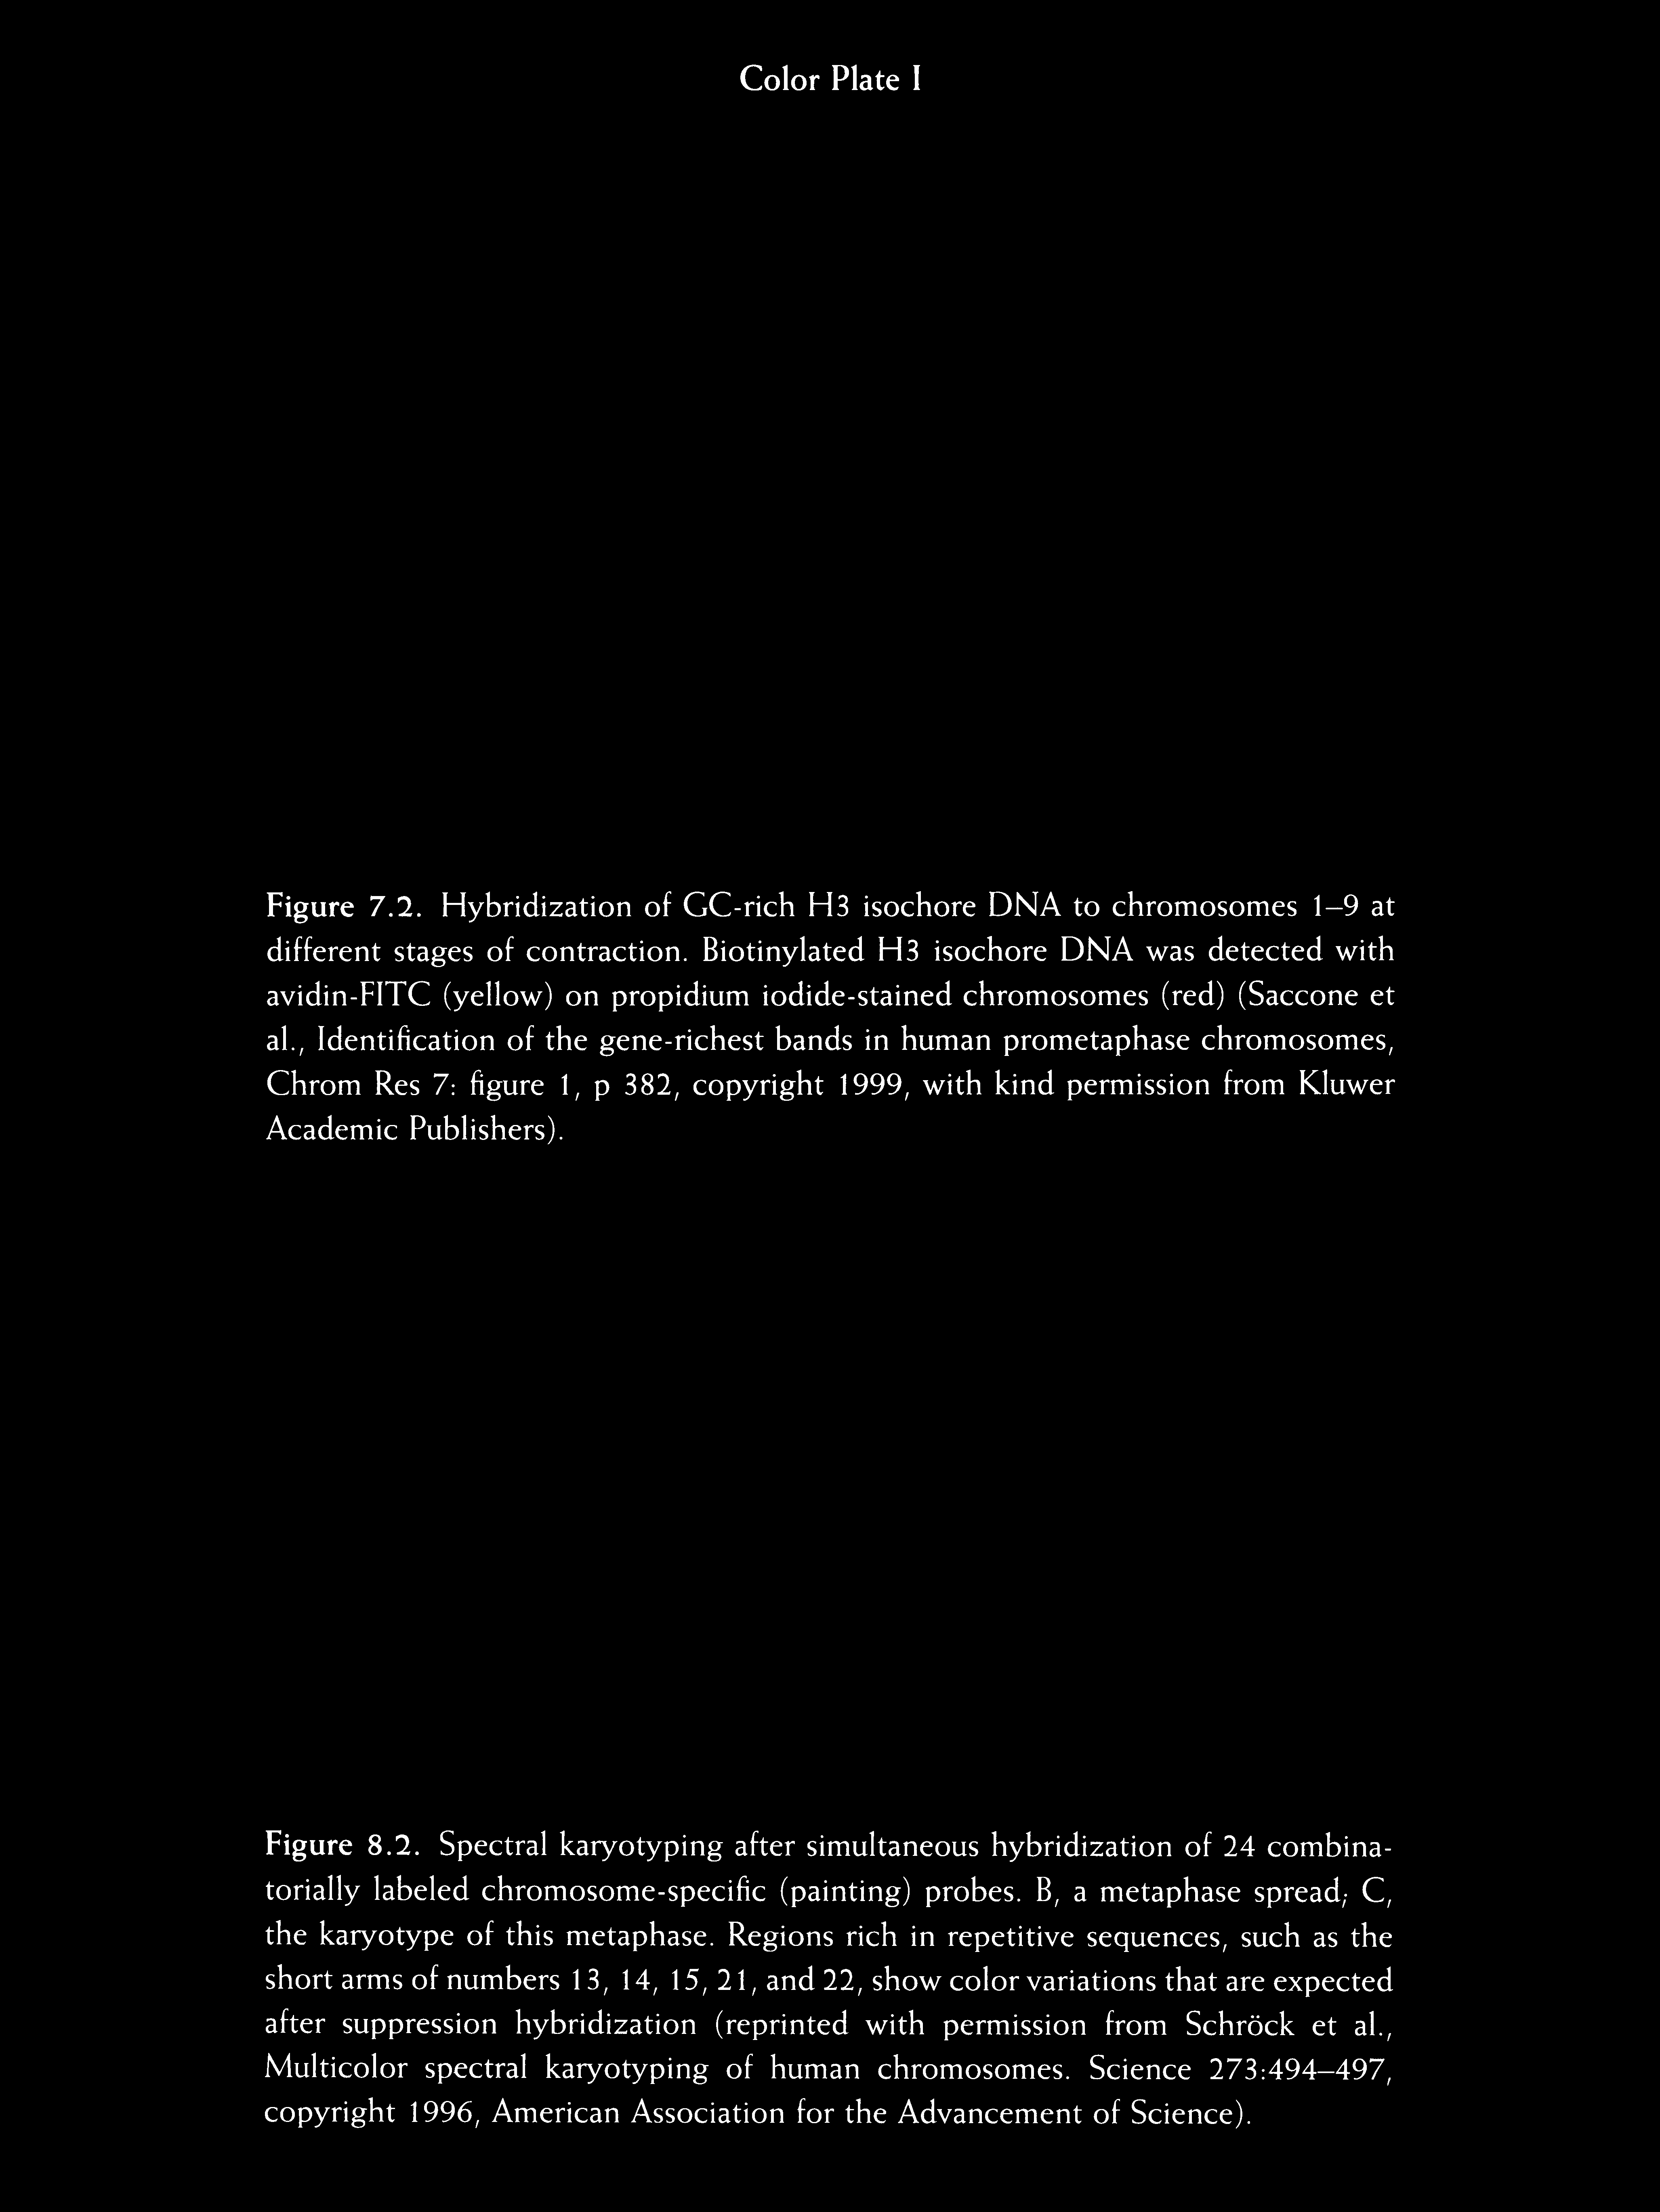 Color Plate I
Figure 7.2. Hybridization of GC-rich H3 isochore DNA to chromosomes 1–9 at
different stages of contraction. Biotinylated H3 isochore DNA was detected with
avidin-FITC (yellow) on propidium iodide-stained chromosomes (red) (Saccone et
al., Identification of the gene-richest bands in human prometaphase chromosomes,
Chrom Res 7: figure 1, p 382, copyright 1999, with kind permission from Kluwer
Academic Publishers).
Figure 8.2. Spectral karyotyping after simultaneous hybridization of 24 combina-
torially labeled chromosome-specific (painting) probes. B, a metaphase spread; C,
the karyotype of this metaphase. Regions rich in repetitive sequences, such as the
short arms of numbers 13, 14, 15, 21, and 22, show color variations that are expected
after suppression hybridization (reprinted with permission from Schröck et al.,
Multicolor spectral karyotyping of human chromosomes. Science 273:494–497,
copyright 1996, American Association for the Advancement of Science).